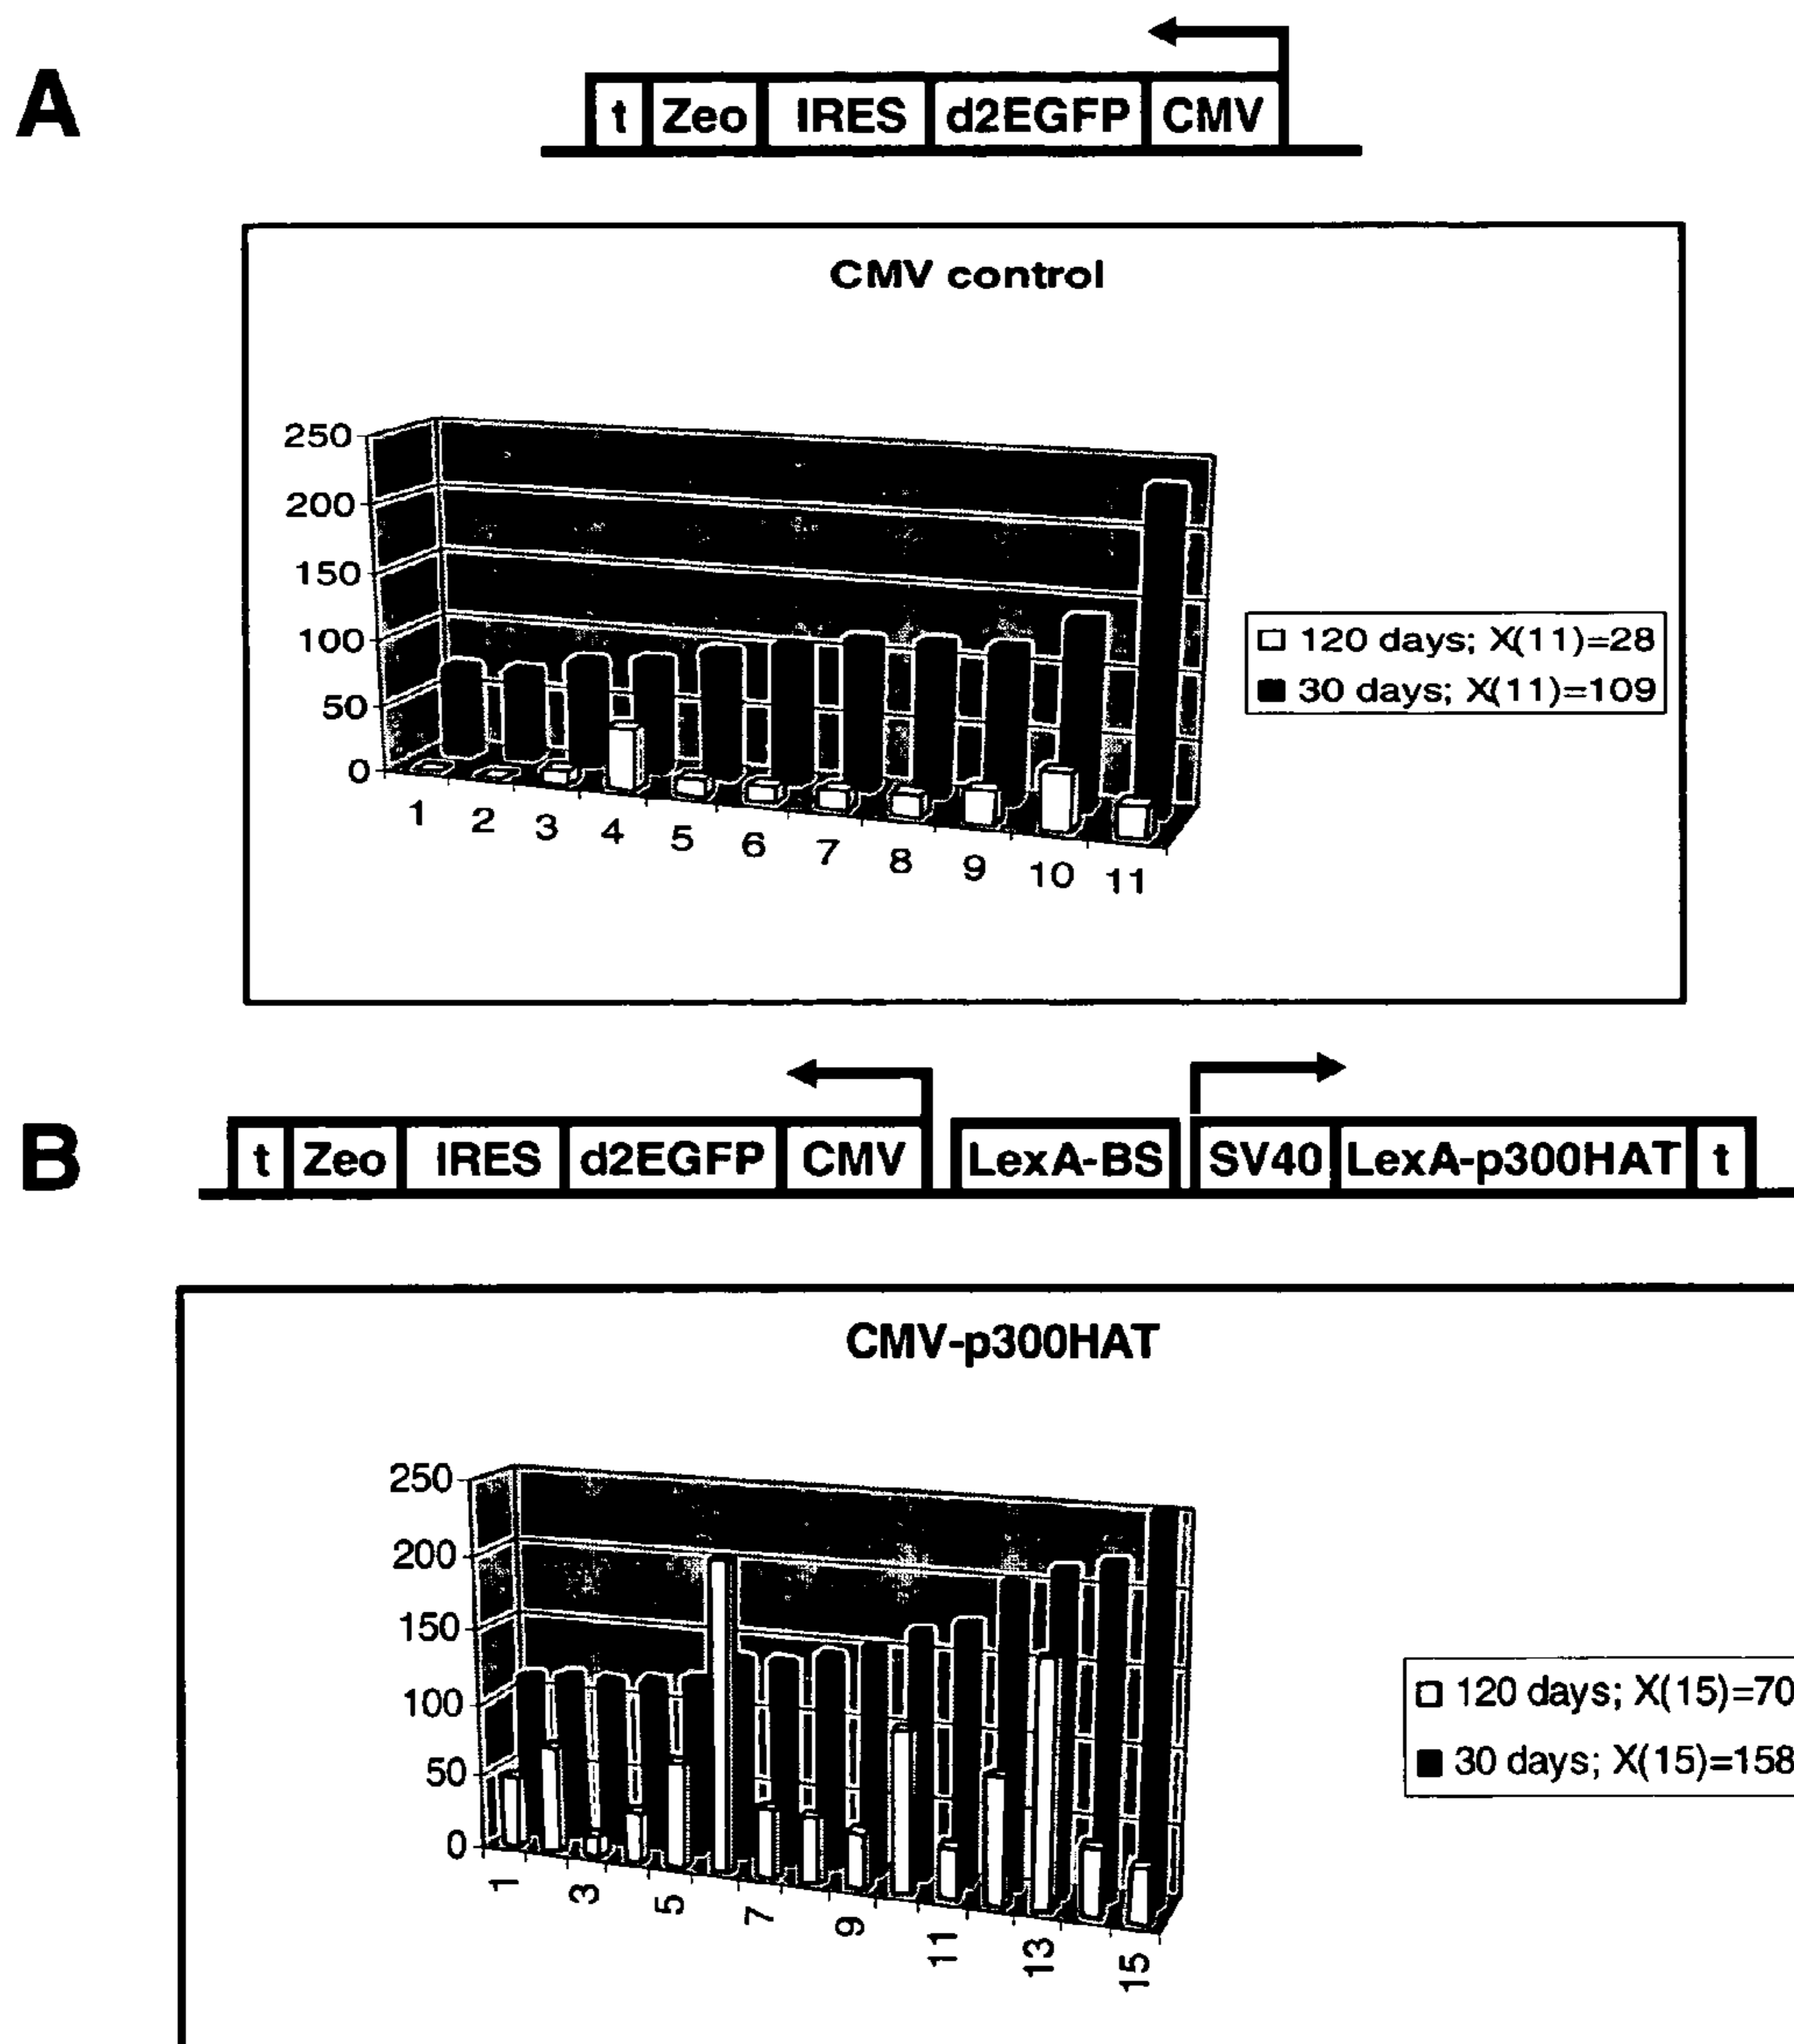 A
t Zeo IRES d2EGFP CMV
CMV control
250
200
150
100
50
0
1 2 3 4 5 6 7 8 9 10 11
120 days; X(11)=28
30 days; X(11)=109
B
t Zeo IRES d2EGFP CMV LexA-BS SV40 LexA-p300HAT t
CMV-p300HAT
250
200
150
100
50
0
1 3 5 7 9 11 13 15
120 days; X(15)=70
30 days; X(15)=158